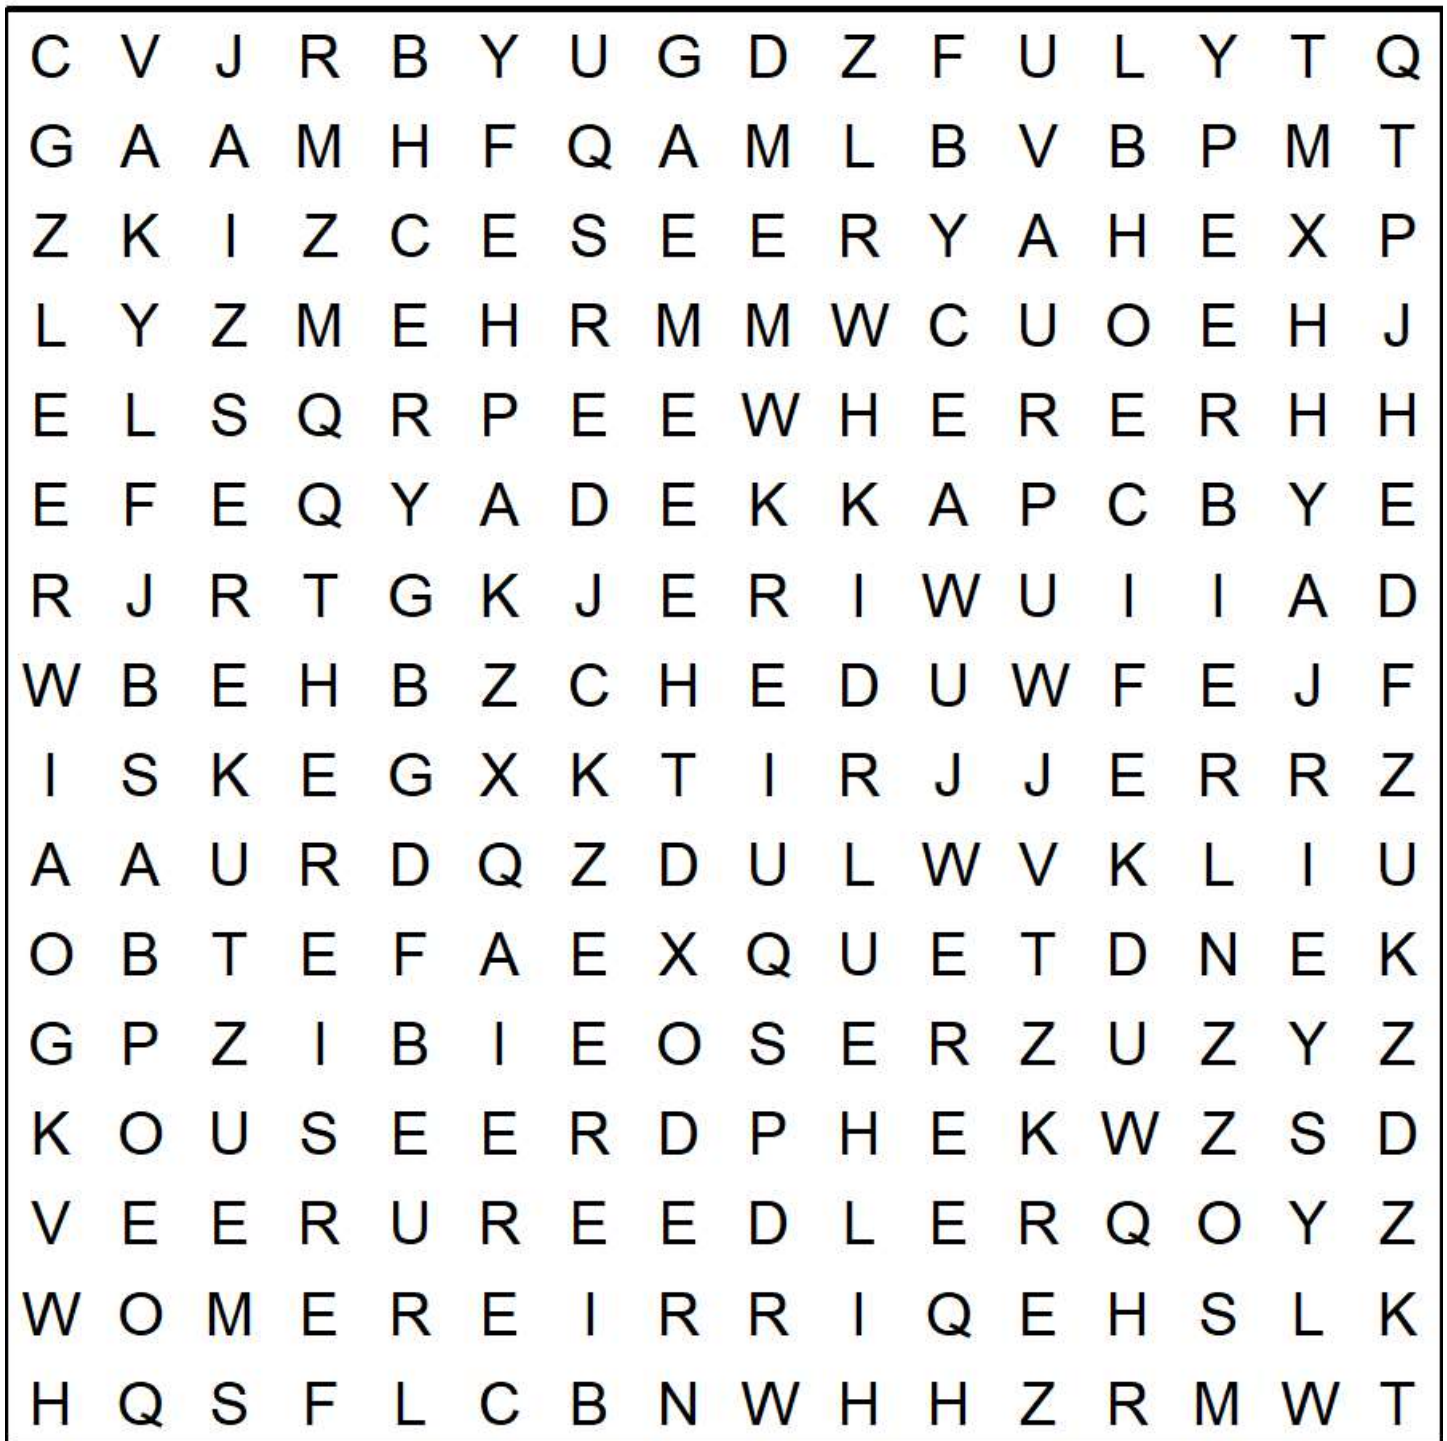 C V J R B Y U G D Z F U L Y T Q
G A A M H F Q A M L B V B P M T
Z K I Z C E S E E R Y A H E X P
L Y Z M E H R M M W C U O E H J
E L S Q R P E E W H E R E R H H
E F E Q Y A D E K K A P C B Y E
R J R T G K J E R I W U I I A D
W B E H B Z C H E D U W F E J F
I S K E G X K T I R J J E R R Z
A A U R D Q Z D U L W V K L I U
O B T E F A E X Q U E T D N E K
G P Z I B I E O S E R Z U Z Y Z
K O U S E E R D P H E K W Z S D
V E E R U R E E D L E R Q O Y Z
W O M E R E I R R I Q E H S L K
H Q S F L C B N W H H Z R M W T